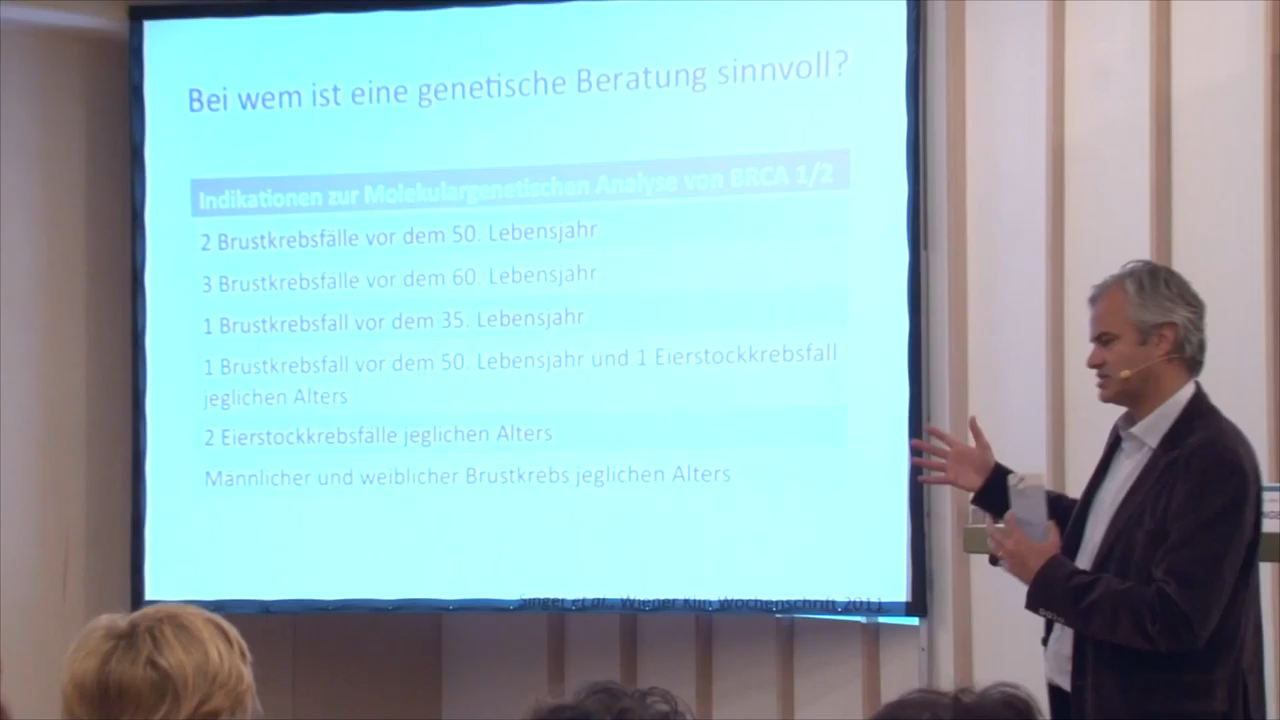 Bei wem ist eine genetische Beratung sinnvoll?
Indikationen zur Molekulargenetischen Analyse von BRCA 1/2
2 Brustkrebsfälle vor dem 50. Lebensjahr
3 Brustkrebsfälle vor dem 60. Lebensjahr
1 Brustkrebsfall vor dem 35. Lebensjahr
1 Brustkrebsfall vor dem 50. Lebensjahr und 1 Eierstockkrebsfall
jeglichen Alters
2 Eierstockkrebsfälle jeglichen Alters
Männlicher und weiblicher Brustkrebs jeglichen Alters
Singer et al., Wiener Klin Wochenschrift 2011